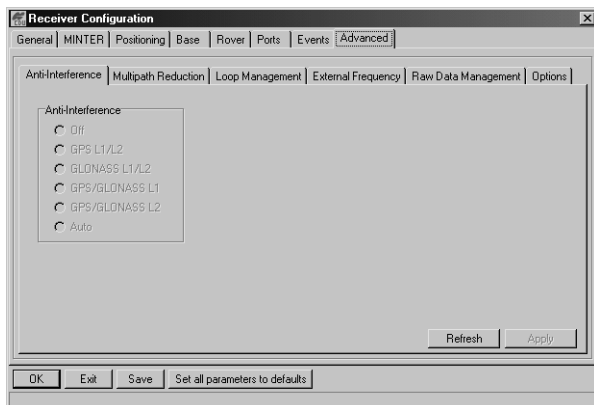 Receiver Configuration
General MINTER Positioning Base Rover Ports Events Advanced
Anti-Interference Multipath Reduction Loop Management External Frequency Raw Data Management Options
Anti-Interference
Off
GPS L1/L2
GLONASS L1/L2
GPS/GLONASS L1
GPS/GLONASS L2
Auto
Refresh Apply
OK Exit Save Set all parameters to defaults